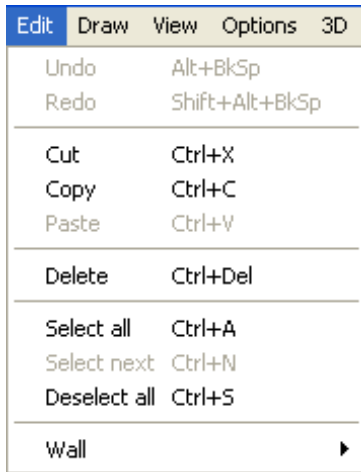 Edit Draw View Options 3D
Undo Alt+BkSp
Redo Shift+Alt+BkSp
Cut Ctrl+X
Copy Ctrl+C
Paste Ctrl+V
Delete Ctrl+Del
Select all Ctrl+A
Select next Ctrl+N
Deselect all Ctrl+S
Wall